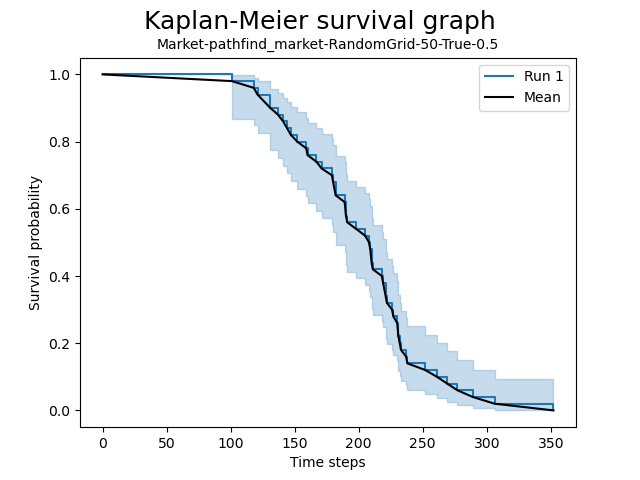 Kaplan-Meier survival graph
Market-pathfind_market-RandomGrid-50-True-0.5
Run 1
Mean
Survival probability
1.0
0.8
0.6
0.4
0.2
0.0
0 50 100 150 200 250 300 350
Time steps